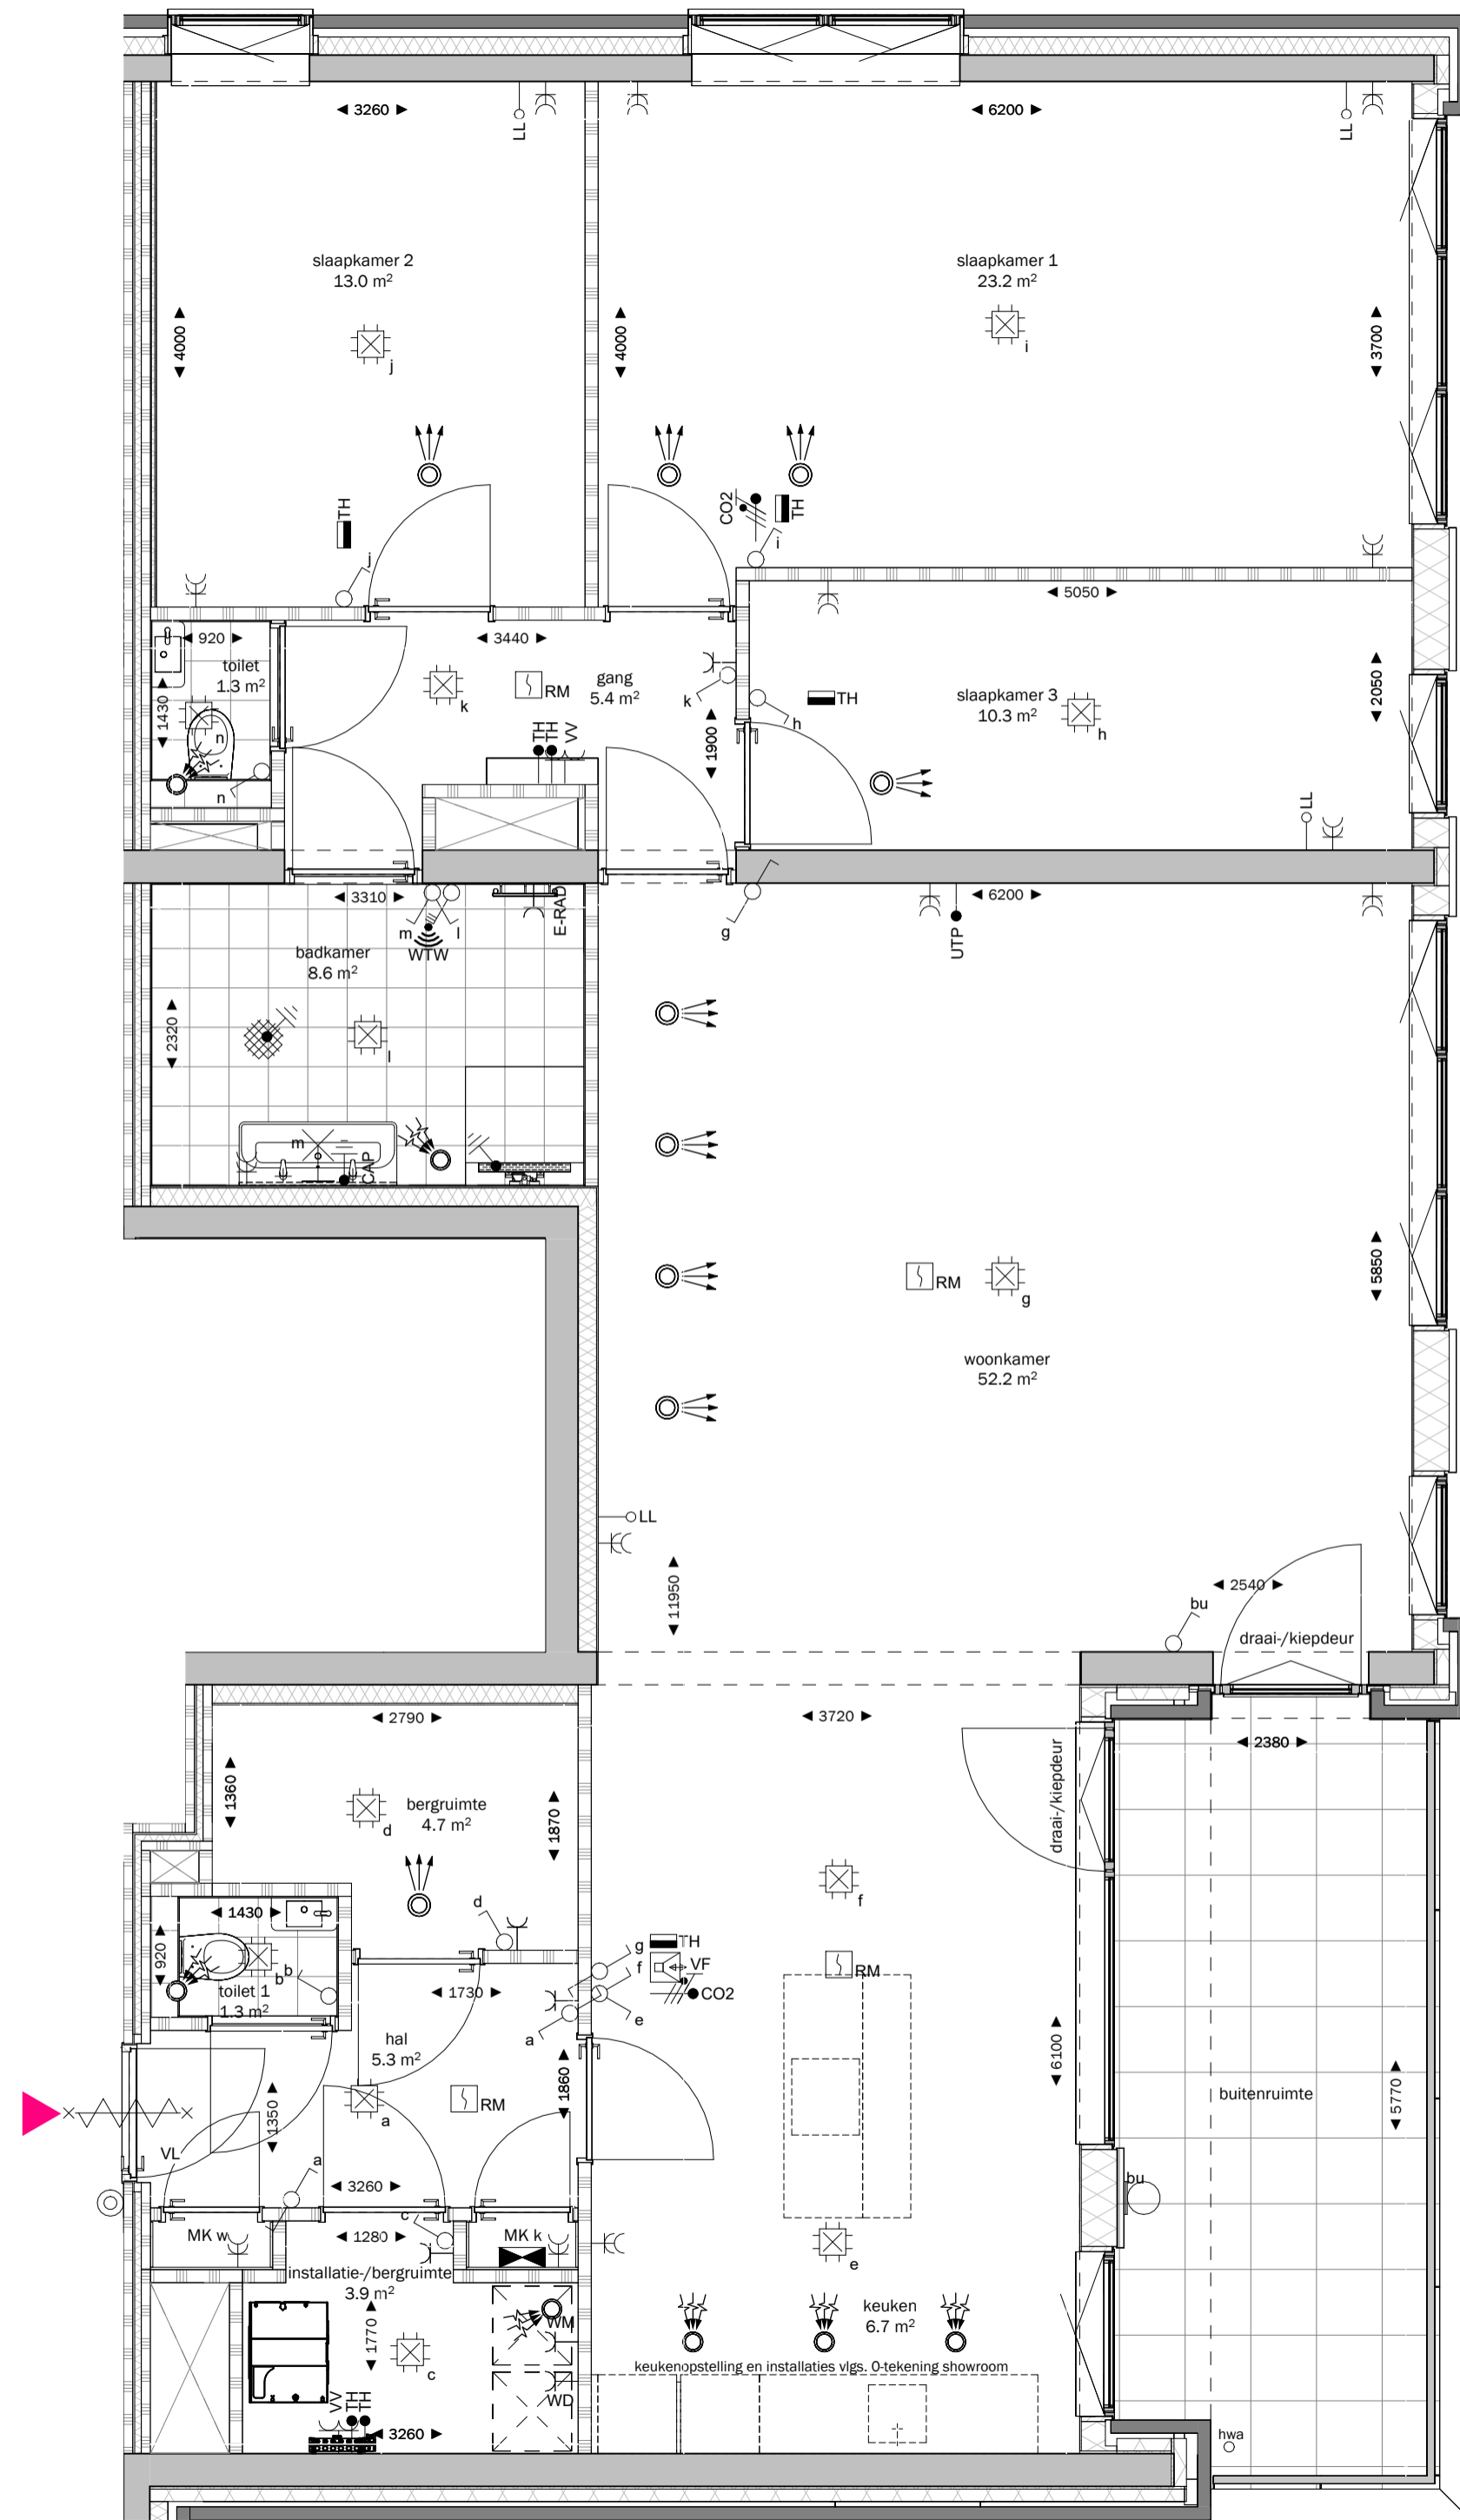 ◄ 3260 ►
LL
◄ 6200 ►
LL
slaapkamer 2
13.0 m²
slaapkamer 1
23.2 m²
◄ 4000 ►
◄ 4000 ►
◄ 3700 ►
j
i
TH
CO2
TH
j
i
◄ 5050 ►
◄ 920 ►
◄ 3440 ►
toilet
1.3 m²
gang
5.4 m²
RM
k
k
◄ 1430 ►
slaapkamer 3
10.3 m²
TH
h
h
◄ 2050 ►
n
n
TH
TH
VV
◄ 1900 ►
LL
◄ 3310 ►
E-RAD
◄ 6200 ►
m
l
WTW
g
UTP
badkamer
8.6 m²
◄ 2320 ►
l
m
CAP
RM
g
◄ 5850 ►
woonkamer
52.2 m²
LL
◄ 11950 ►
◄ 2540 ►
bu
draai-/kiepdeur
◄ 2790 ►
◄ 3720 ►
◄ 2380 ►
draai-/kiepdeur
◄ 1360 ►
bergruimte
4.7 m²
d
◄ 1870 ►
d
f
◄ 1430 ►
◄ 920 ►
b
b
toilet 1
1.3 m²
◄ 1730 ►
g
TH
f
VF
CO2
e
a
RM
hal
5.3 m²
◄ 1860 ►
◄ 6100 ►
RM
a
◄ 1350 ►
buitenruimte
◄ 5770 ►
VL
a
◄ 3260 ►
bu
MK w
◄ 1280 ►
c
MK k
installatie-/bergruimte
3.9 m²
e
◄ 1770 ►
WM
keuken
6.7 m²
c
keukenopstelling en installaties vlgs. 0-tekening showroom
WD
VV
TH
TH
◄ 3260 ►
hwa